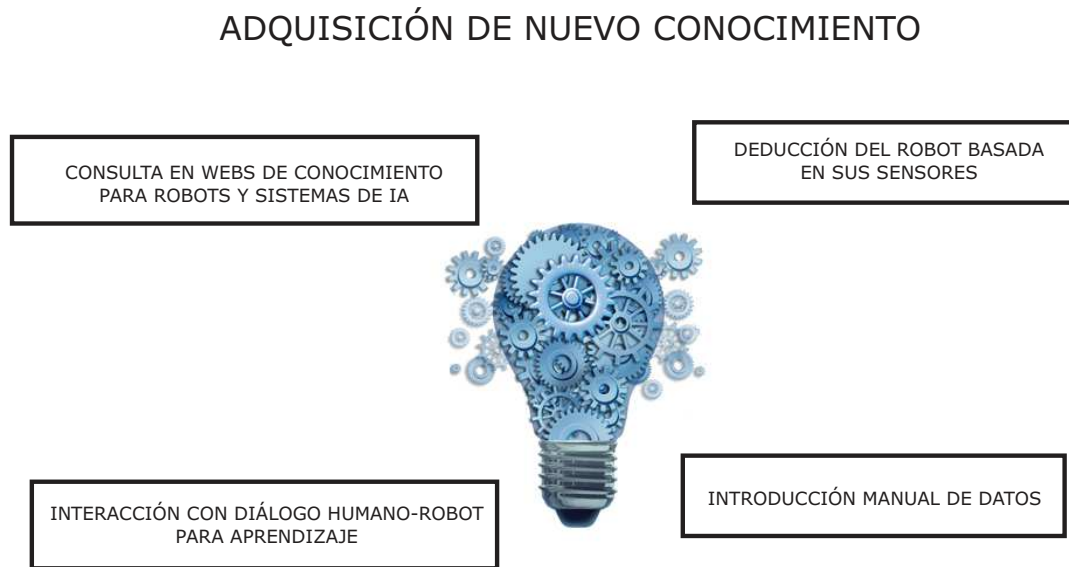 ADQUISICIÓN DE NUEVO CONOCIMIENTO
CONSULTA EN WEBS DE CONOCIMIENTO
PARA ROBOTS Y SISTEMAS DE IA
DEDUCCIÓN DEL ROBOT BASADA
EN SUS SENSORES
INTERACCIÓN CON DIÁLOGO HUMANO-ROBOT
PARA APRENDIZAJE
INTRODUCCIÓN MANUAL DE DATOS